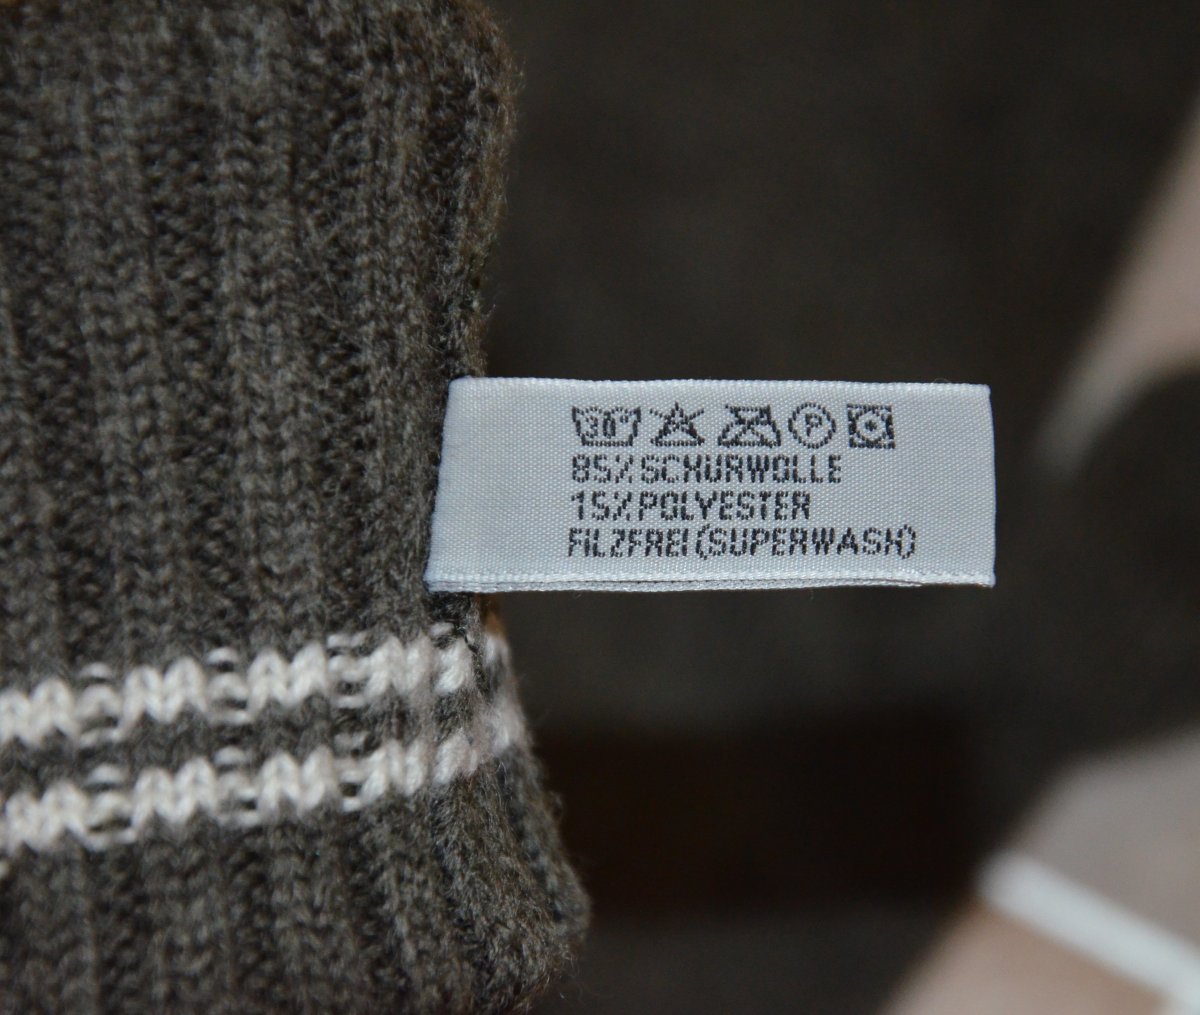 30° P
85% SCHURWOLLE
15% POLYESTER
FILZFREI (SUPERWASH)